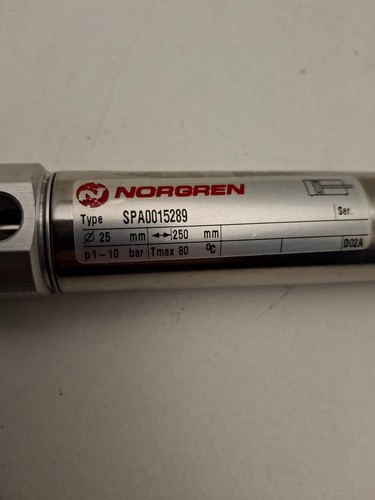 NORGREN
Type SPA0015289 Ser.
Ø 25 mm ↔ 250 mm
p1-10 bar Tmax 80 °C D02A